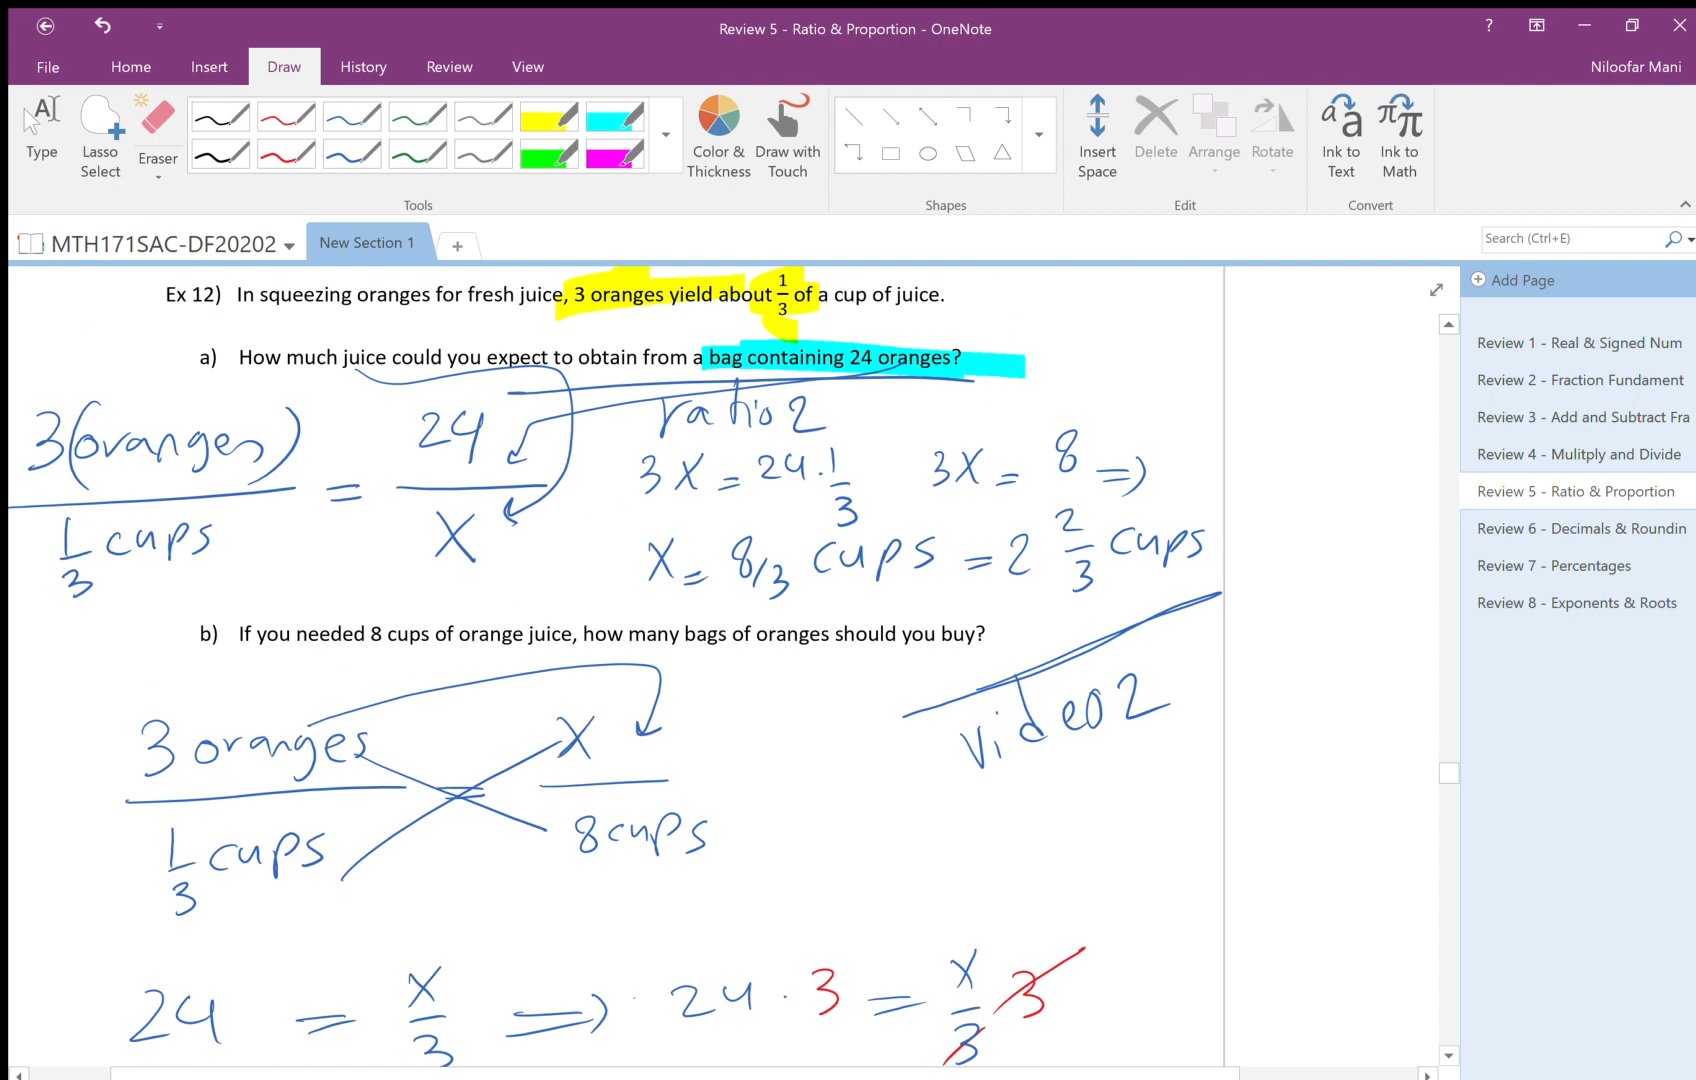 Review 5 - Ratio & Proportion - OneNote
?
File Home Insert Draw History Review View
Niloofar Mani
Type
Lasso Select
Eraser
Color & Thickness
Draw with Touch
Insert Space
Delete
Arrange
Rotate
Ink to Text
Ink to Math
Tools
Shapes
Edit
Convert
MTH171SAC-DF20202
New Section 1
+
Search (Ctrl+E)
Add Page
Review 1 - Real & Signed Num
Review 2 - Fraction Fundament
Review 3 - Add and Subtract Fra
Review 4 - Mulitply and Divide
Review 5 - Ratio & Proportion
Review 6 - Decimals & Roundin
Review 7 - Percentages
Review 8 - Exponents & Roots
Ex 12) In squeezing oranges for fresh juice, 3 oranges yield about 1/3 of a cup of juice.
a) How much juice could you expect to obtain from a bag containing 24 oranges?
ratio 2
3(oranges) / 1/3 cups = 24 / X
3X = 24 · 1/3 3X = 8 ⇒
X = 8/3 cups = 2 2/3 cups
b) If you needed 8 cups of orange juice, how many bags of oranges should you buy?
video 2
3 oranges / 1/3 cups = X / 8 cups
24 = X/3 ⇒ 24 · 3 = X/3 3